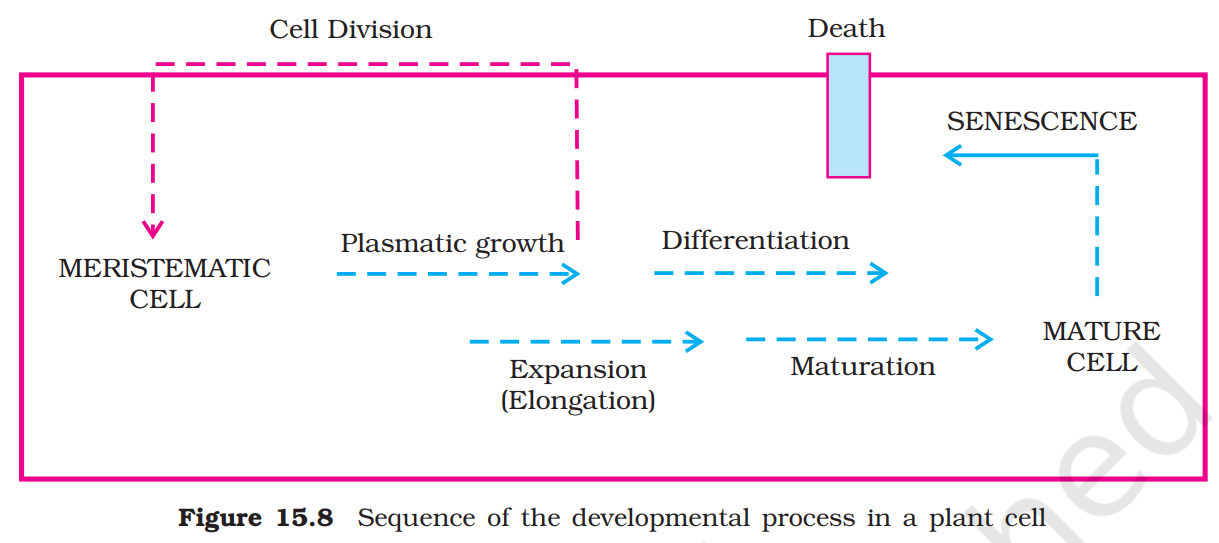 Cell Division
Death
SENESCENCE
Plasmatic growth
Differentiation
MERISTEMATIC
CELL
Expansion
(Elongation)
Maturation
MATURE
CELL
Figure 15.8 Sequence of the developmental process in a plant cell